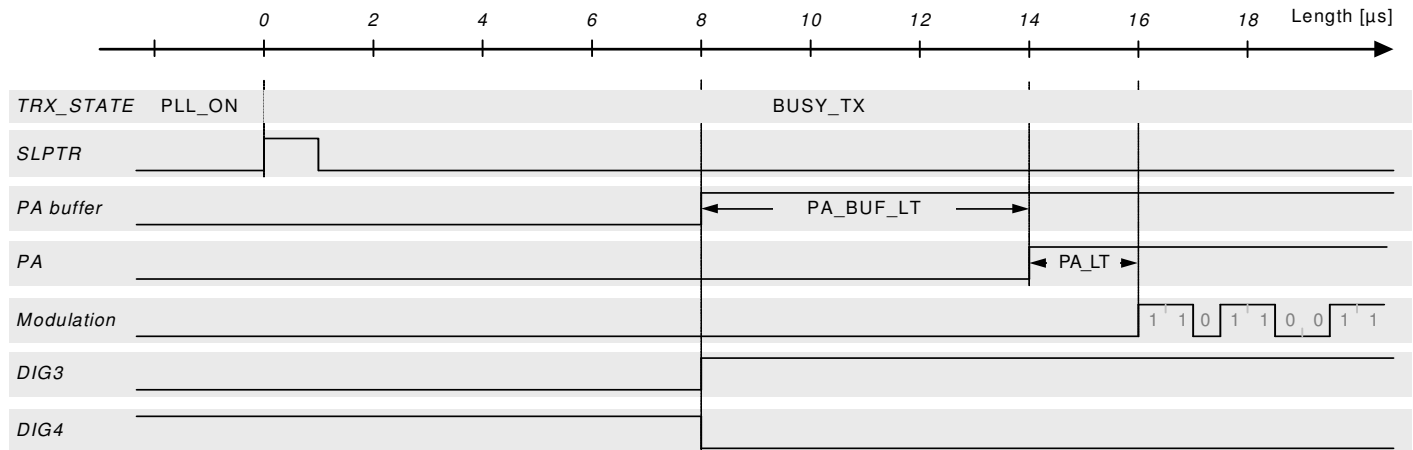 0 2 4 6 8 10 12 14 16 18 Length [µs]
TRX_STATE PLL_ON BUSY_TX
SLPTR
PA buffer PA_BUF_LT
PA PA_LT
Modulation 1 1 0 1 1 0 0 1 1
DIG3
DIG4